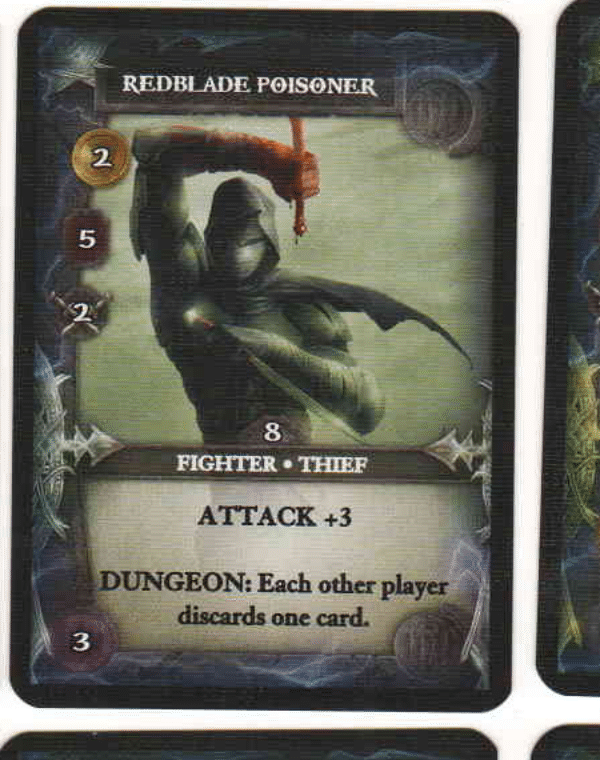 REDBLADE POISONER
2
5
2
8
FIGHTER • THIEF
ATTACK +3
DUNGEON: Each other player
discards one card.
3